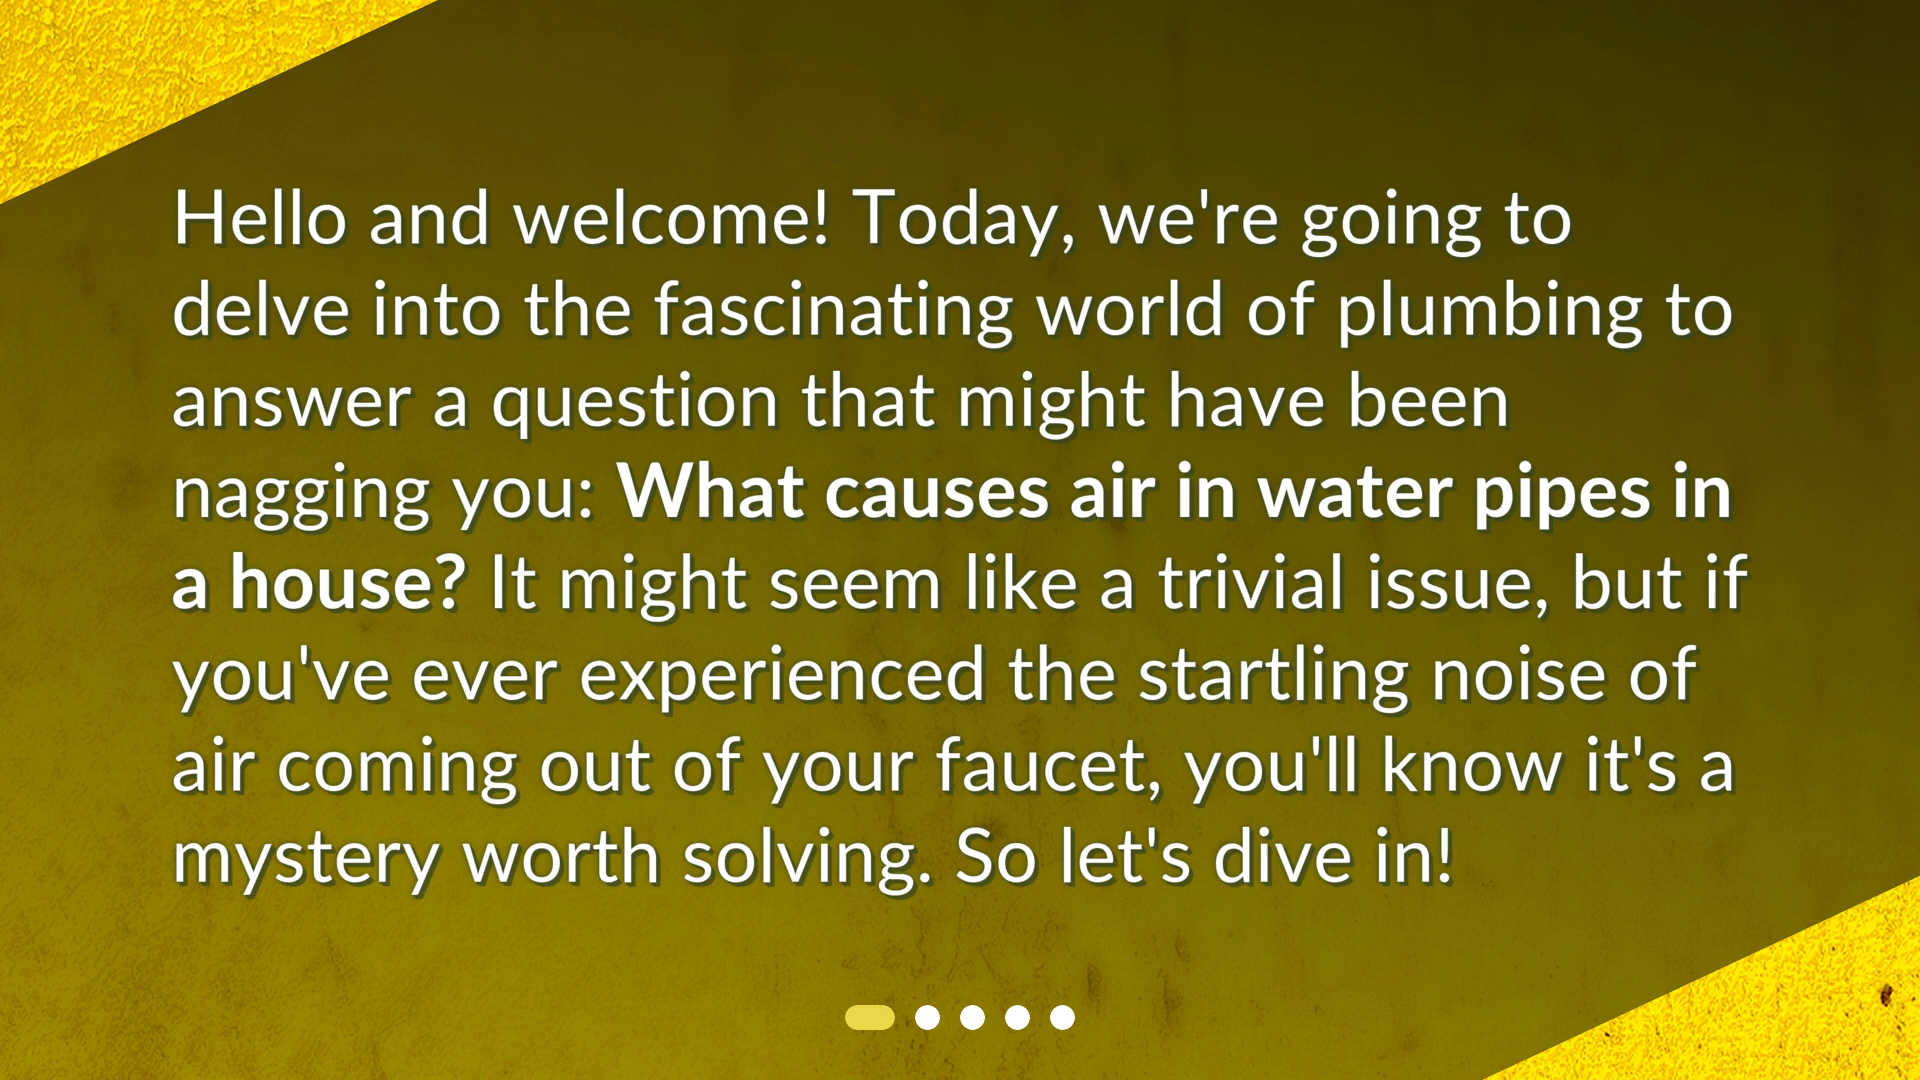 Hello and welcome! Today, we're going to
delve into the fascinating world of plumbing to
answer a question that might have been
nagging you: What causes air in water pipes in
a house? It might seem like a trivial issue, but if
you've ever experienced the startling noise of
air coming out of your faucet, you'll know it's a
mystery worth solving. So let's dive in!